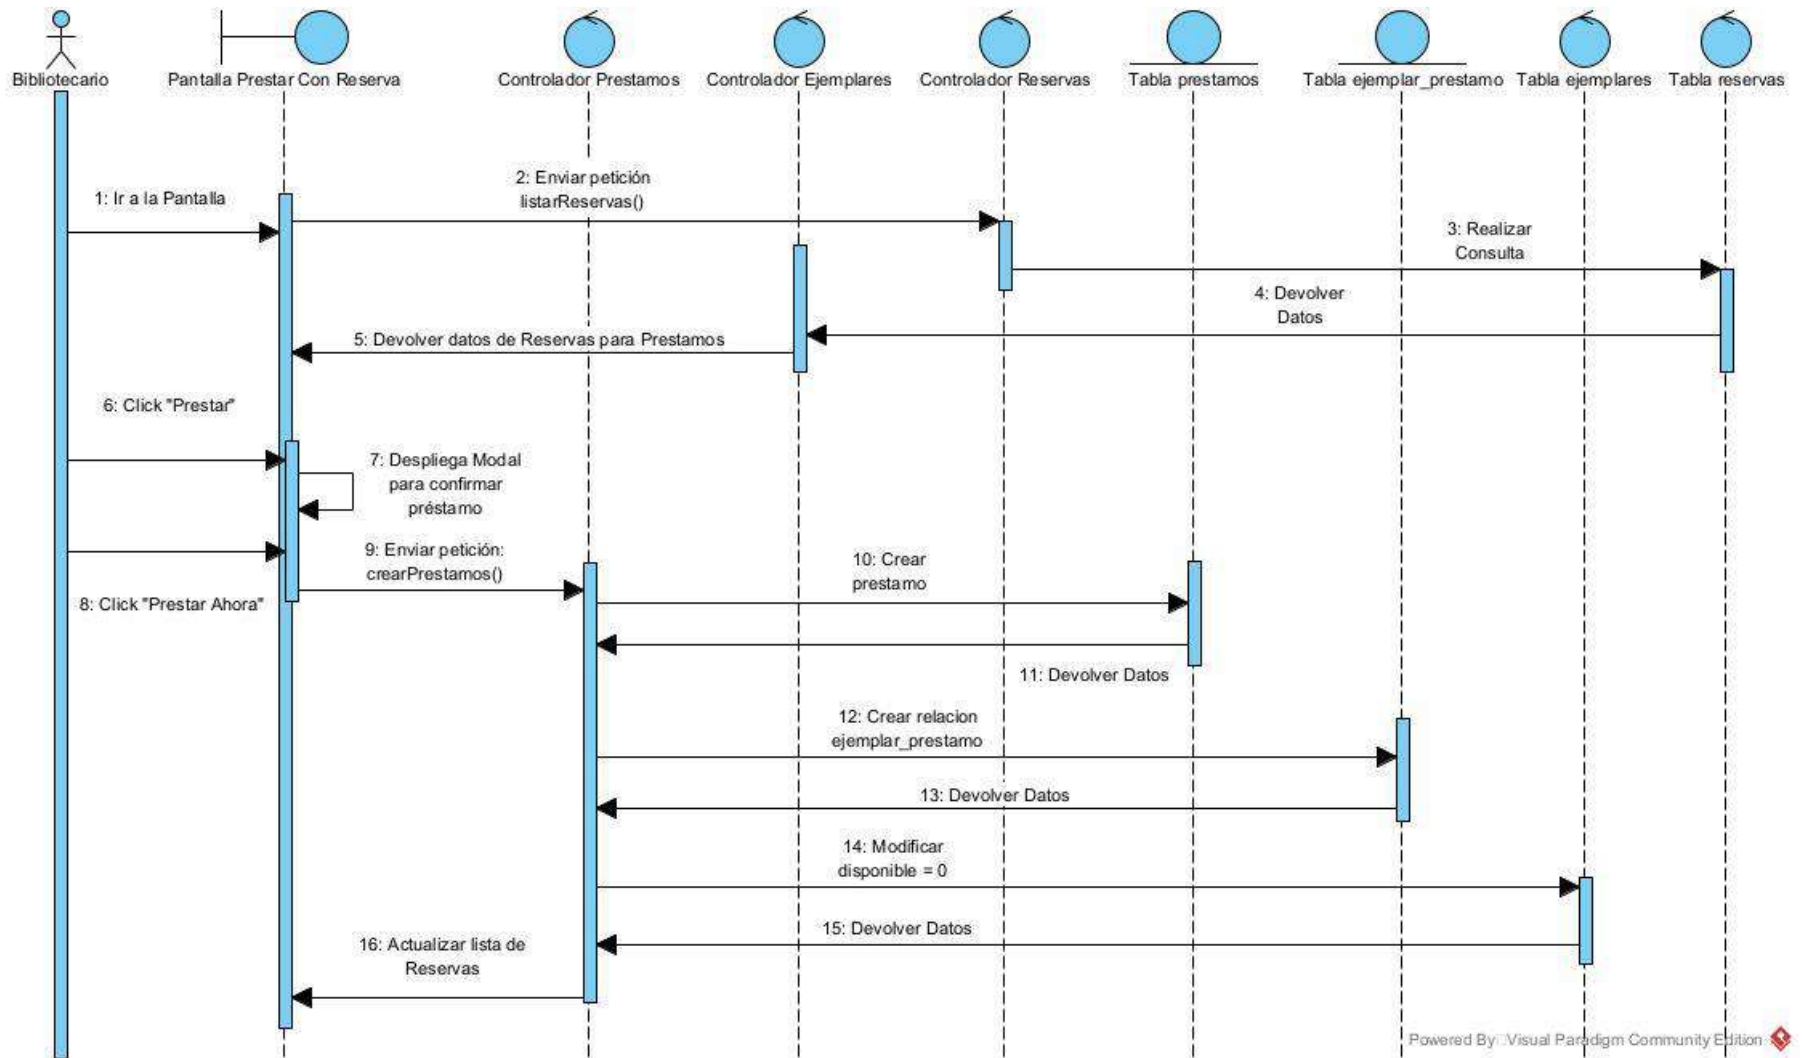 Bibliotecario
Pantalla Prestar Con Reserva
Controlador Prestamos
Controlador Ejemplares
Controlador Reservas
Tabla prestamos
Tabla ejemplar_prestamo
Tabla ejemplares
Tabla reservas
1: Ir a la Pantalla
2: Enviar petición
listarReservas()
3: Realizar
Consulta
4: Devolver
Datos
5: Devolver datos de Reservas para Prestamos
6: Click "Prestar"
7: Despliega Modal
para confirmar
préstamo
8: Click "Prestar Ahora"
9: Enviar petición:
crearPrestamos()
10: Crear
prestamo
11: Devolver Datos
12: Crear relacion
ejemplar_prestamo
13: Devolver Datos
14: Modificar
disponible = 0
15: Devolver Datos
16: Actualizar lista de
Reservas
Powered By Visual Paradigm Community Edition